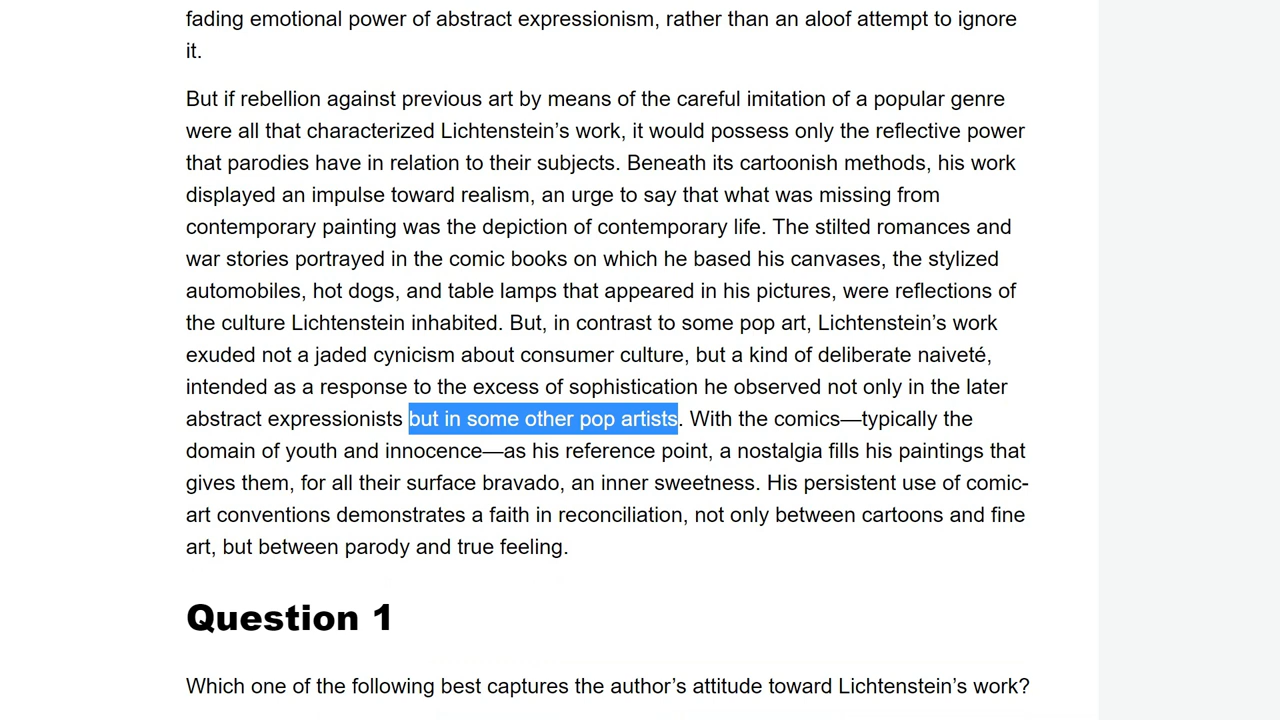 fading emotional power of abstract expressionism, rather than an aloof attempt to ignore
it.
But if rebellion against previous art by means of the careful imitation of a popular genre
were all that characterized Lichtenstein’s work, it would possess only the reflective power
that parodies have in relation to their subjects. Beneath its cartoonish methods, his work
displayed an impulse toward realism, an urge to say that what was missing from
contemporary painting was the depiction of contemporary life. The stilted romances and
war stories portrayed in the comic books on which he based his canvases, the stylized
automobiles, hot dogs, and table lamps that appeared in his pictures, were reflections of
the culture Lichtenstein inhabited. But, in contrast to some pop art, Lichtenstein’s work
exuded not a jaded cynicism about consumer culture, but a kind of deliberate naiveté,
intended as a response to the excess of sophistication he observed not only in the later
abstract expressionists but in some other pop artists. With the comics—typically the
domain of youth and innocence—as his reference point, a nostalgia fills his paintings that
gives them, for all their surface bravado, an inner sweetness. His persistent use of comic-
art conventions demonstrates a faith in reconciliation, not only between cartoons and fine
art, but between parody and true feeling.
Question 1
Which one of the following best captures the author’s attitude toward Lichtenstein’s work?